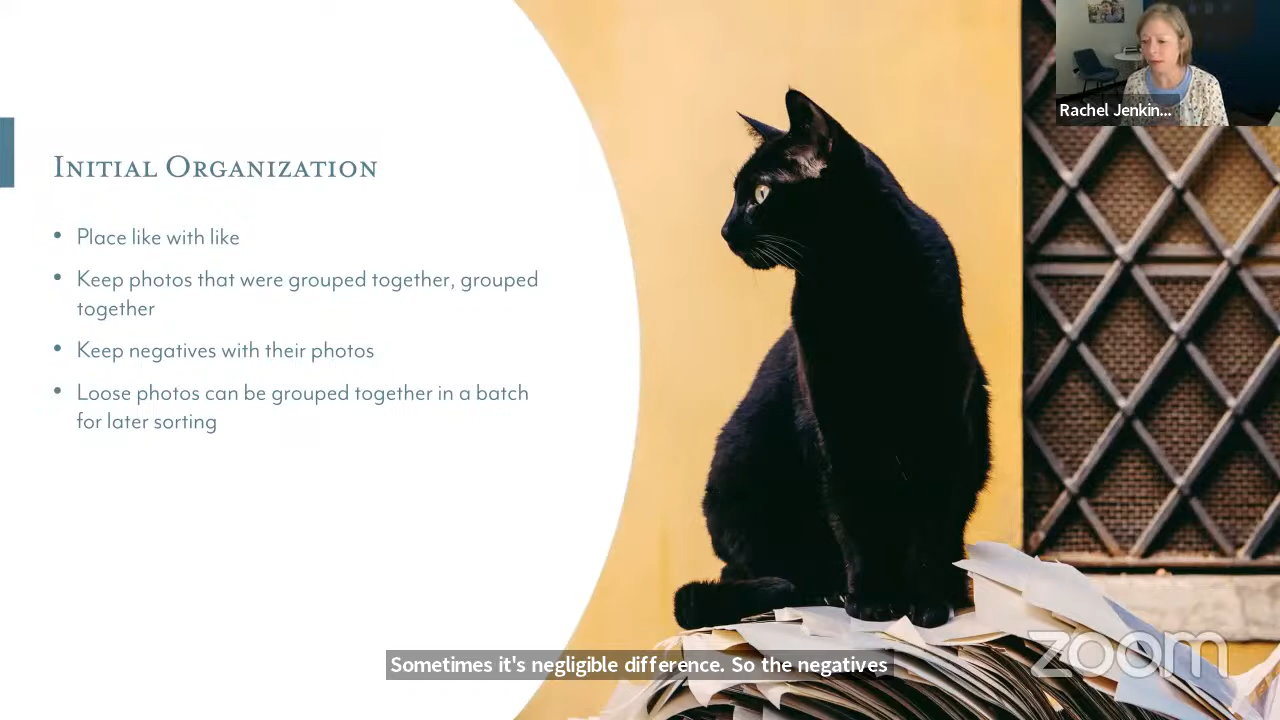 INITIAL ORGANIZATION
• Place like with like
• Keep photos that were grouped together, grouped
together
• Keep negatives with their photos
• Loose photos can be grouped together in a batch
for later sorting
Rachel Jenkin...
Sometimes it's negligible difference. So the negatives
zoom